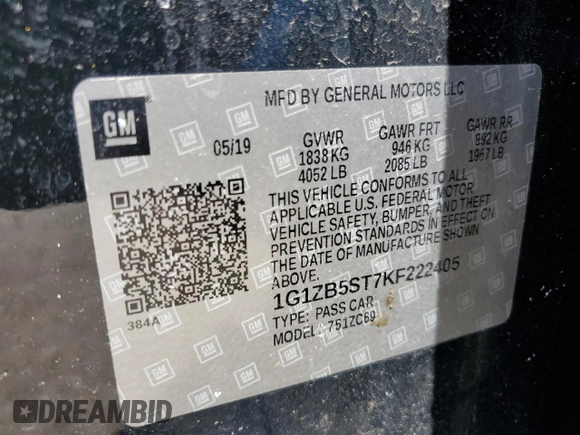 MFD BY GENERAL MOTORS LLC
GM
05/19
GVWR
1838 KG
4052 LB
GAWR FRT
946 KG
2085 LB
GAWR RR
892 KG
1967 LB
THIS VEHICLE CONFORMS TO ALL
APPLICABLE U.S. FEDERAL MOTOR
VEHICLE SAFETY, BUMPER, AND THEFT
PREVENTION STANDARDS IN EFFECT ON
THE DATE OF MANUFACTURE SHOWN
ABOVE.
1G1ZB5ST7KF222405
TYPE: PASS CAR
MODEL: 751ZC69
384A
DREAMBID